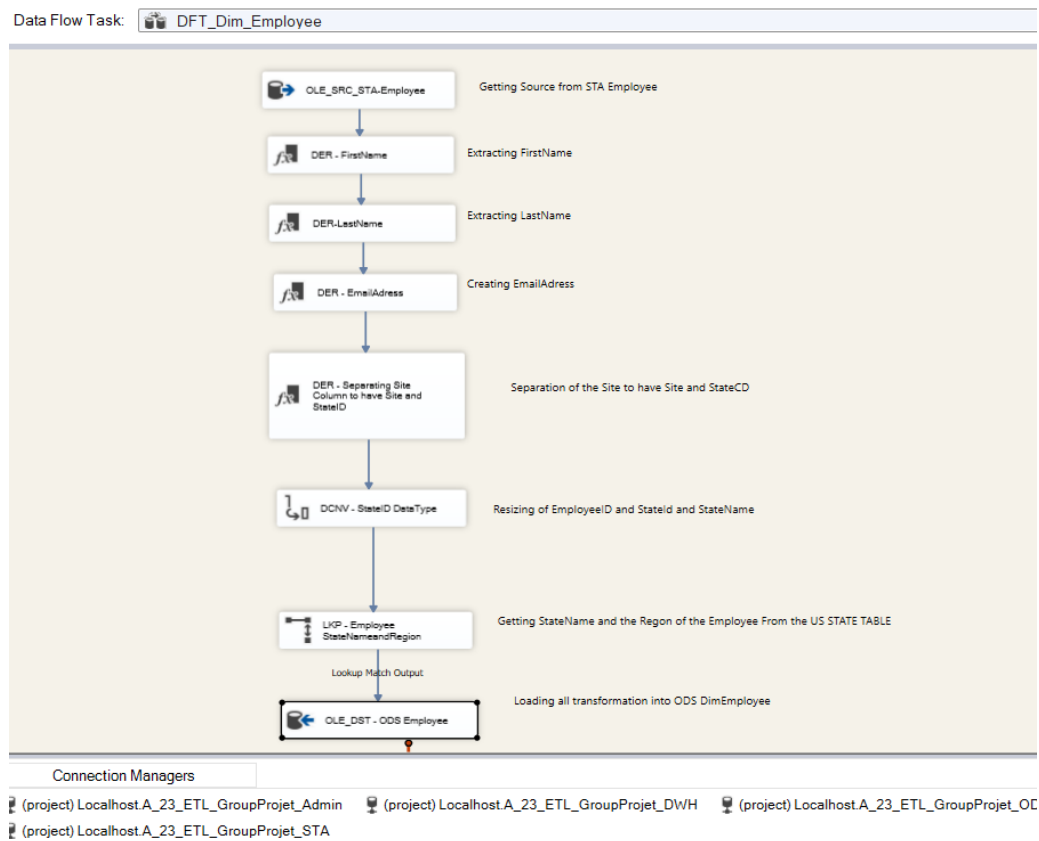 Data Flow Task: DFT_Dim_Employee
OLE_SRC_STA-Employee
Getting Source from STA Employee
DER - FirstName
Extracting FirstName
DER-LastName
Extracting LastName
DER - EmailAdress
Creating EmailAdress
DER - Separating Site
Column to have Site and
StateID
Separation of the Site to have Site and StateCD
DCNV - StateID DataType
Resizing of EmployeeID and StateId and StateName
LKP - Employee
StateNameandRegion
Getting StateName and the Regon of the Employee From the US STATE TABLE
Lookup Match Output
OLE_DST - ODS Employee
Loading all transformation into ODS DimEmployee
Connection Managers
(project) Localhost.A_23_ETL_GroupProjet_Admin (project) Localhost.A_23_ETL_GroupProjet_DWH (project) Localhost.A_23_ETL_GroupProjet_OD
(project) Localhost.A_23_ETL_GroupProjet_STA